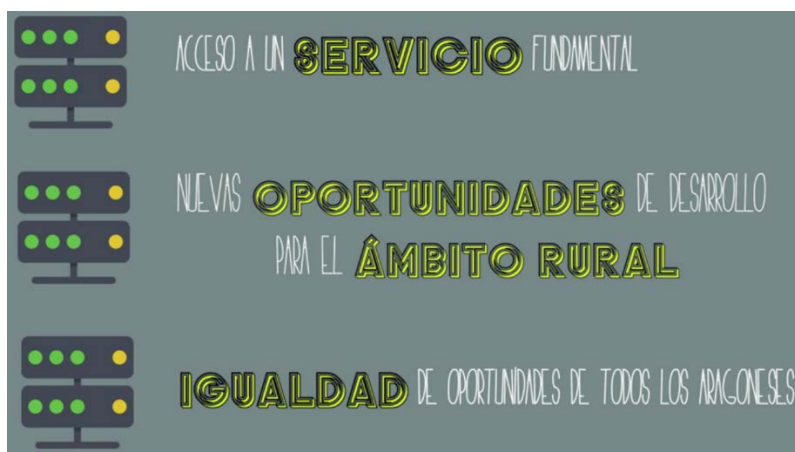 ACCESO A UN SERVICIO FUNDAMENTAL
NUEVAS OPORTUNIDADES DE DESARROLLO
PARA EL ÁMBITO RURAL
IGUALDAD DE OPORTUNIDADES DE TODOS LOS ARAGONESES